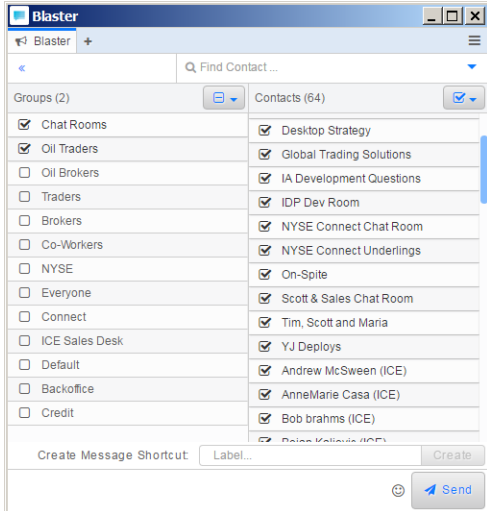 Blaster
Blaster +
« Find Contact ...
Groups (2)
Chat Rooms
Oil Traders
Oil Brokers
Traders
Brokers
Co-Workers
NYSE
Everyone
Connect
ICE Sales Desk
Default
Backoffice
Credit
Contacts (64)
Desktop Strategy
Global Trading Solutions
IA Development Questions
IDP Dev Room
NYSE Connect Chat Room
NYSE Connect Underlings
On-Spite
Scott & Sales Chat Room
Tim, Scott and Maria
YJ Deploys
Andrew McSween (ICE)
AnneMarie Casa (ICE)
Bob brahms (ICE)
Create Message Shortcut: Label... Create
Send